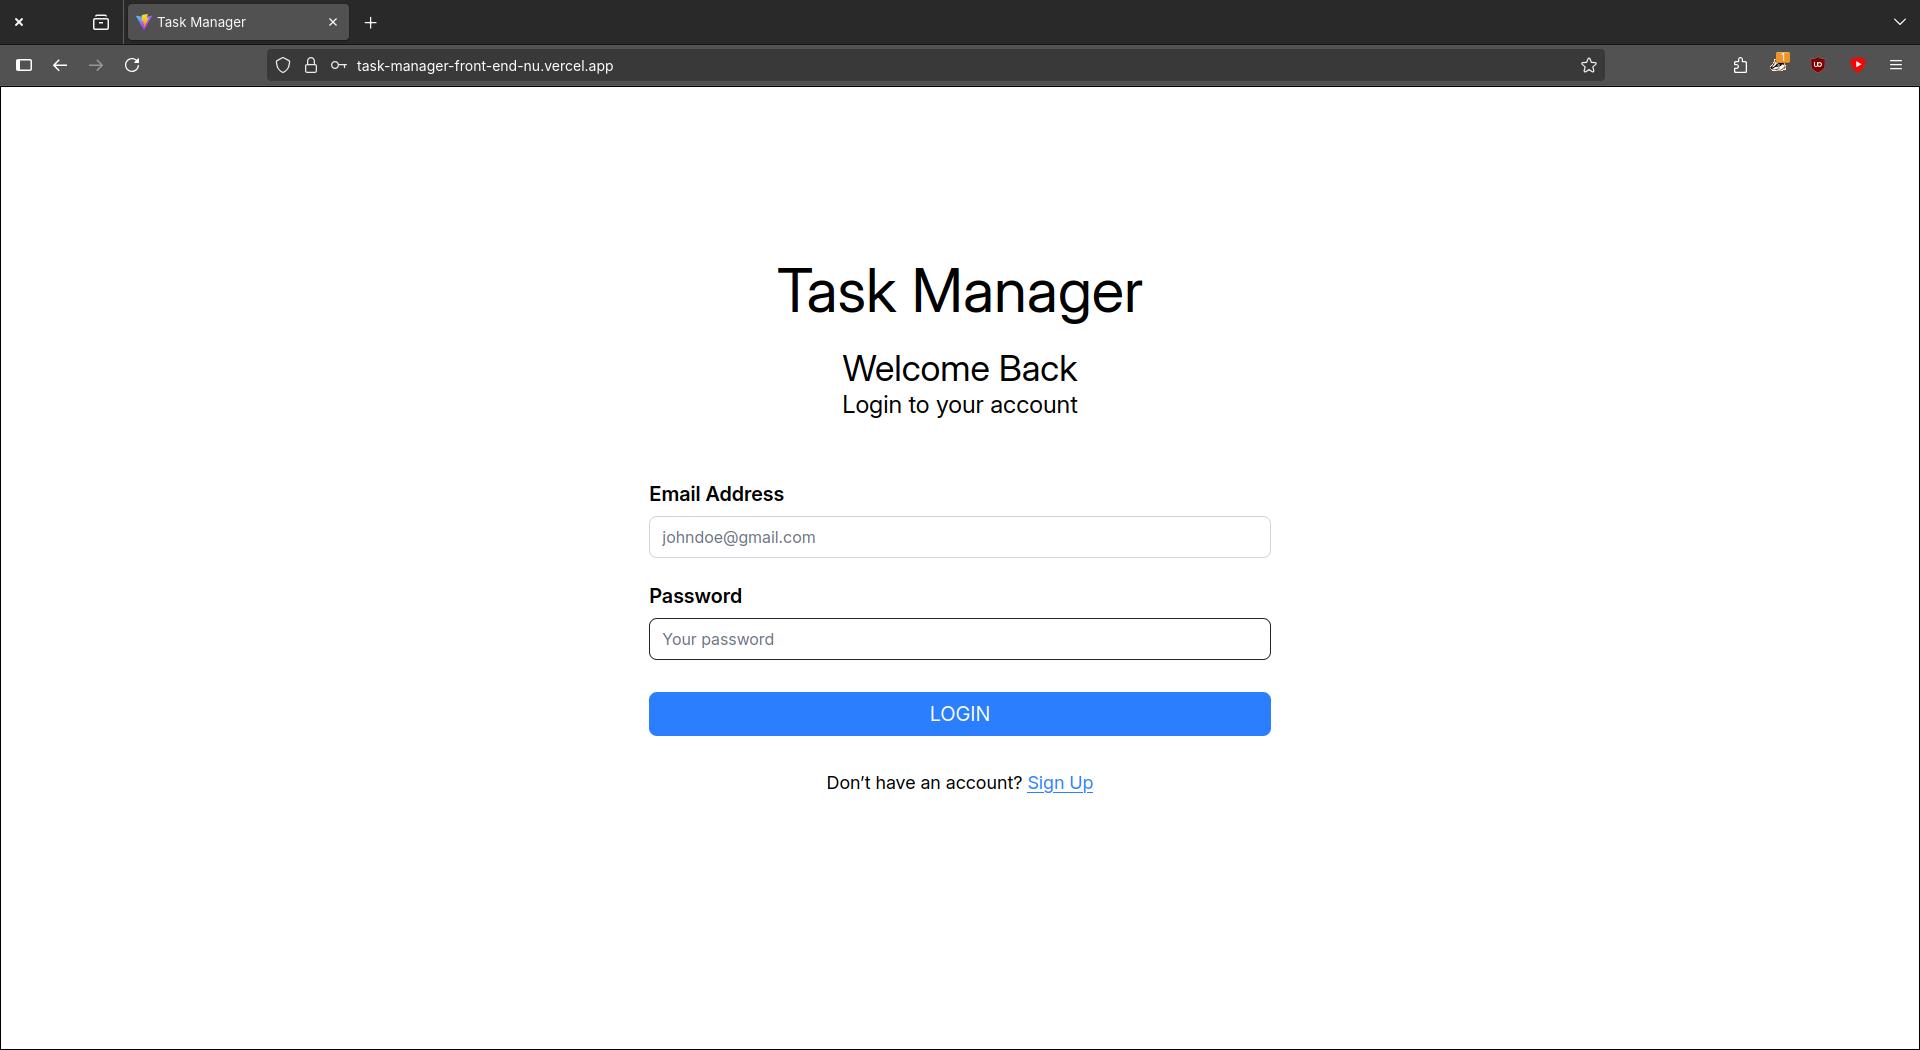 Task Manager
task-manager-front-end-nu.vercel.app
1
Task Manager
Welcome Back
Login to your account
Email Address
johndoe@gmail.com
Password
Your password
LOGIN
Don’t have an account? Sign Up